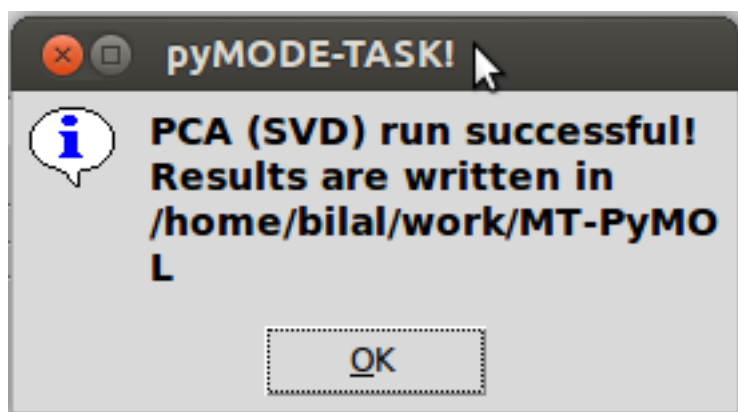 pyMODE-TASK!
PCA (SVD) run successful!
Results are written in
/home/bilal/work/MT-PyMO
L
OK